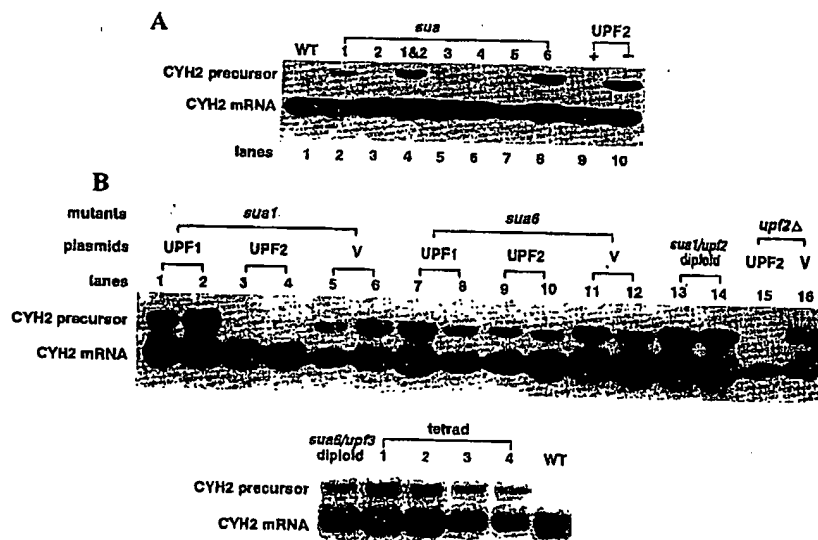 A
sua
UPF2
WT 1 2 1&2 3 4 5 6 + −
CYH2 precursor
CYH2 mRNA
lanes 1 2 3 4 5 6 7 8 9 10
B
mutants sua1 sua6 upf2Δ
plasmids UPF1 UPF2 V UPF1 UPF2 V sua1/upf2 diploid UPF2 V
lanes 1 2 3 4 5 6 7 8 9 10 11 12 13 14 15 16
CYH2 precursor
CYH2 mRNA
sua6/upf3 diploid tetrad
1 2 3 4 WT
CYH2 precursor
CYH2 mRNA